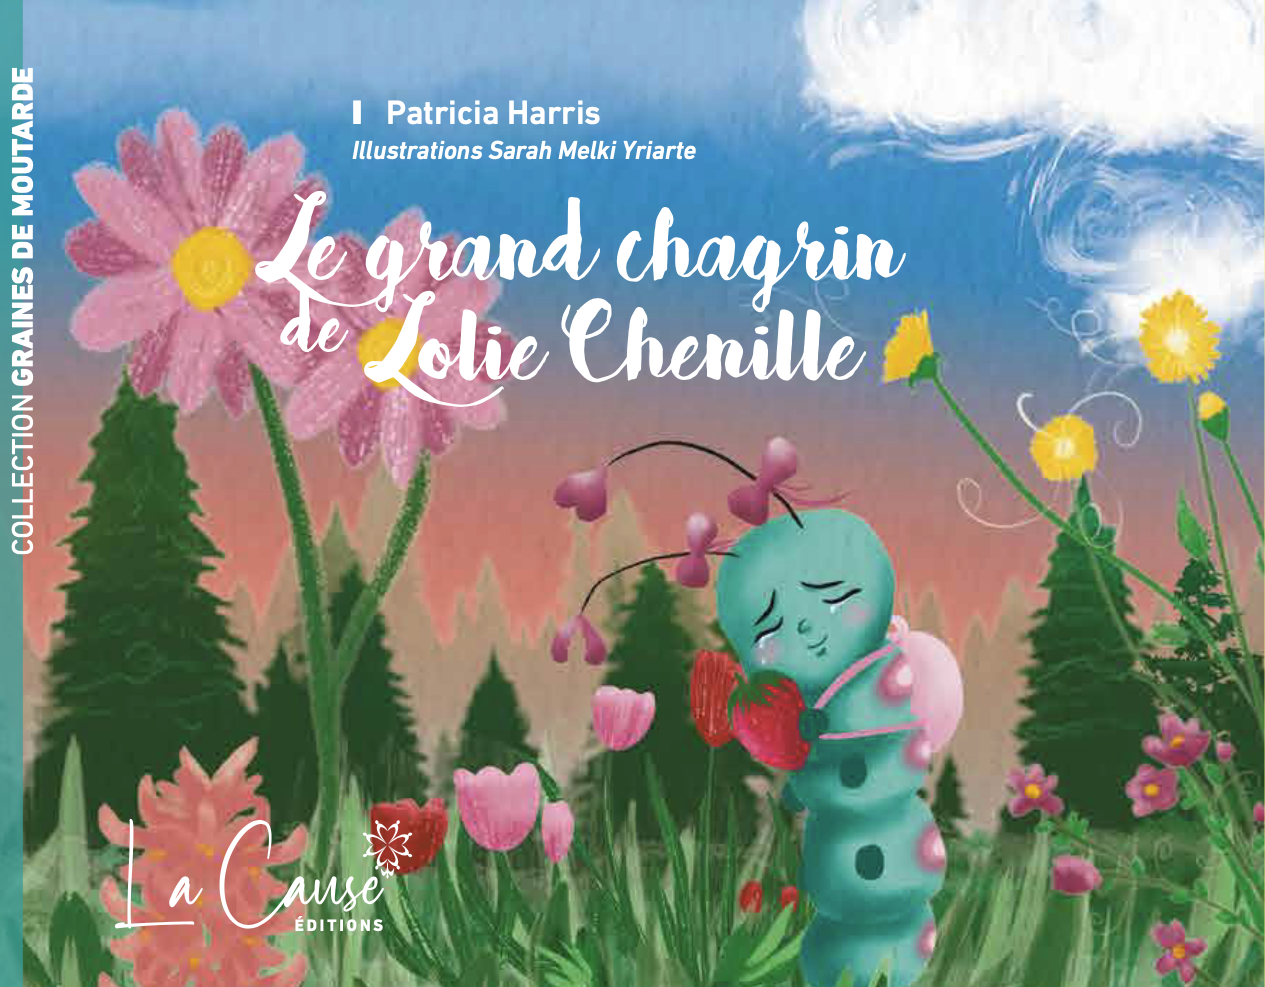 COLLECTION GRAINES DE MOUTARDE
Patricia Harris
Illustrations Sarah Melki Yriarte
Le grand chagrin
de Lolie Chenille
La Cause
ÉDITIONS